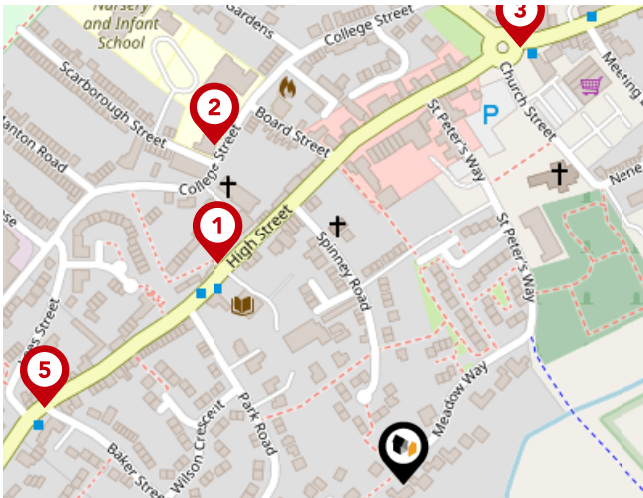 3
Nursery
and Infant
School
Gardens
College Street
Meeting
Scarborough Street
2
Board Street
St Peter's Way
P
Church Street
Manton Road
College Street
Nene
1
High Street
Spinney Road
St Peter's Way
5
Park Road
Wilson Crescent
Meadow Way
Baker Street